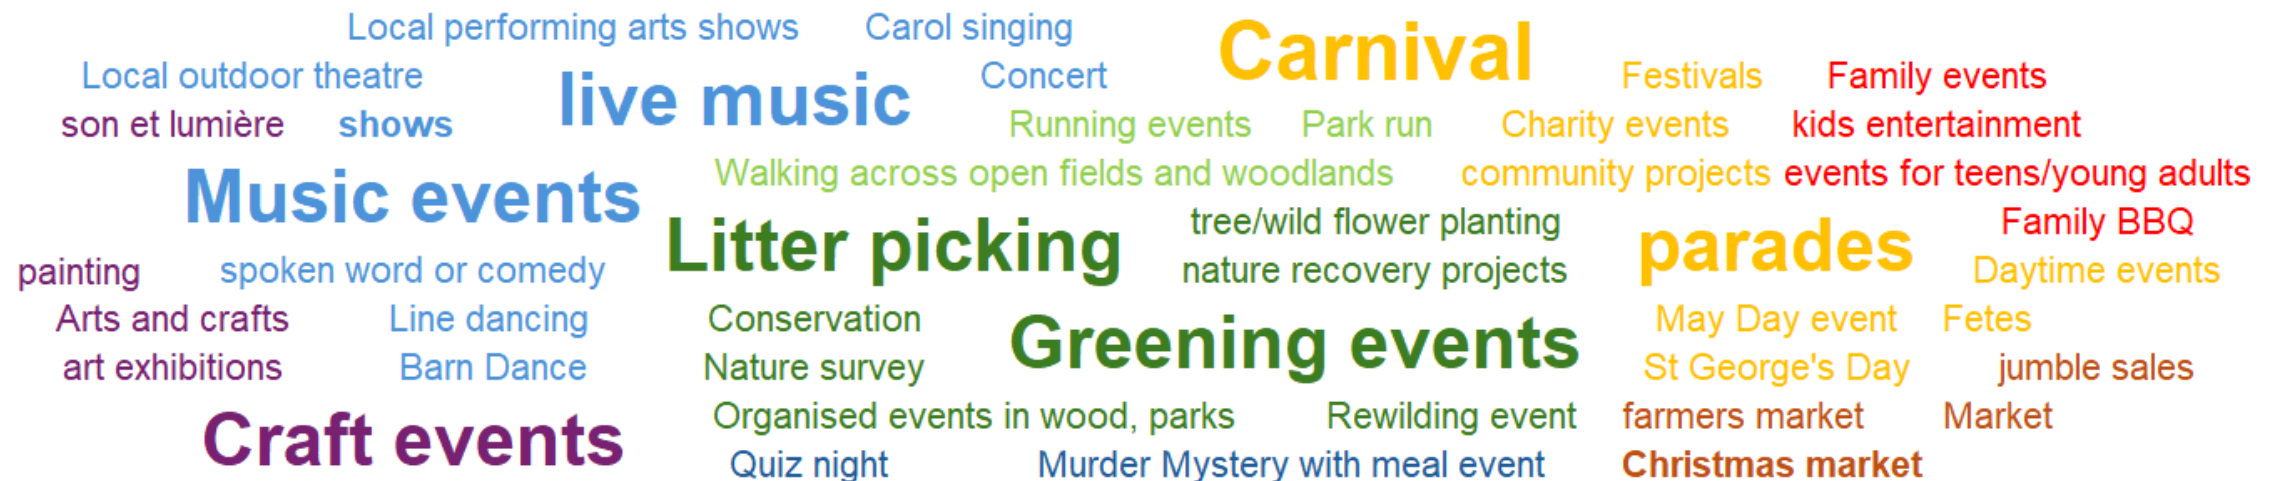 Local performing arts shows Carol singing Carnival
Local outdoor theatre live music Concert Festivals Family events
son et lumière shows Running events Park run Charity events kids entertainment
Music events Walking across open fields and woodlands community projects events for teens/young adults
Litter picking tree/wild flower planting parades Family BBQ
painting spoken word or comedy nature recovery projects Daytime events
Arts and crafts Line dancing Conservation Greening events May Day event Fetes
art exhibitions Barn Dance Nature survey St George's Day jumble sales
Craft events Organised events in wood, parks Rewilding event farmers market Market
Quiz night Murder Mystery with meal event Christmas market